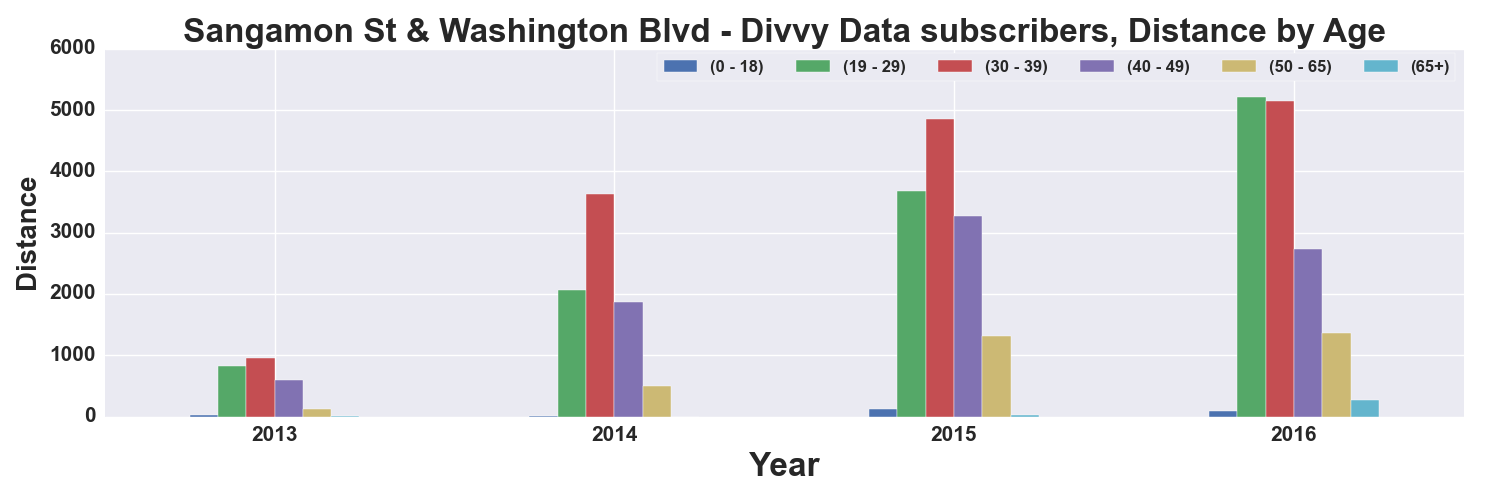 Sangamon St & Washington Blvd - Divvy Data subscribers, Distance by Age
(0 - 18) (19 - 29) (30 - 39) (40 - 49) (50 - 65) (65+)
6000
5000
4000
3000
2000
1000
0
Distance
2013 2014 2015 2016
Year